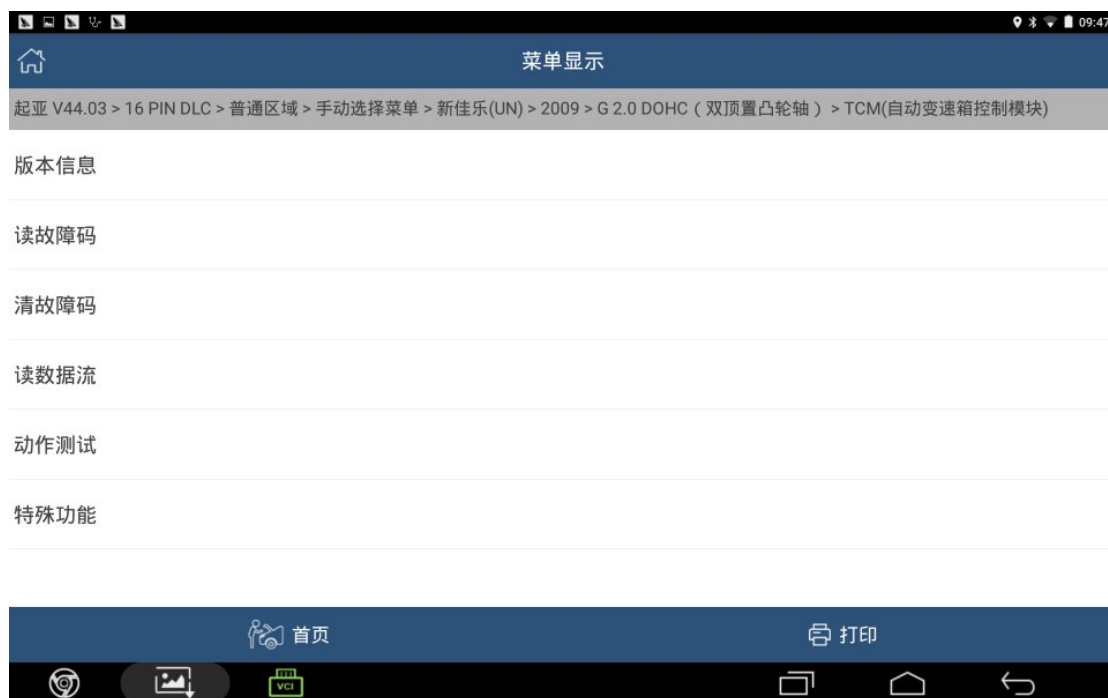 09:47
菜单显示
起亚 V44.03 > 16 PIN DLC > 普通区域 > 手动选择菜单 > 新佳乐(UN) > 2009 > G 2.0 DOHC（双顶置凸轮轴） > TCM(自动变速箱控制模块)
版本信息
读故障码
清故障码
读数据流
动作测试
特殊功能
首页 打印
VCI